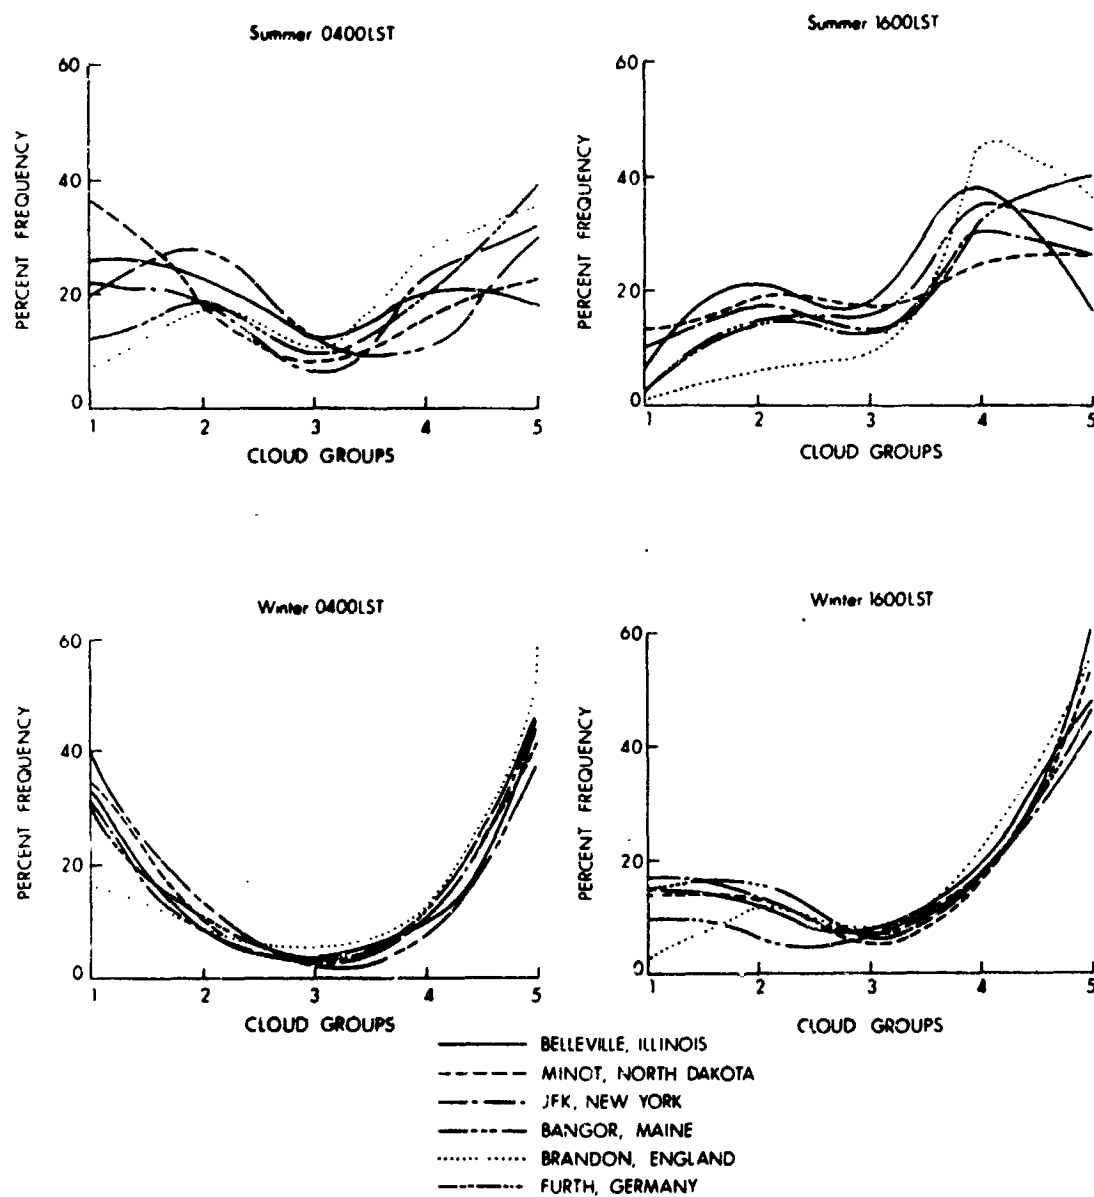 Summer 0400LST
Summer 1600LST
60
40
20
0
PERCENT FREQUENCY
1 2 3 4 5
CLOUD GROUPS
60
40
20
0
PERCENT FREQUENCY
1 2 3 4 5
CLOUD GROUPS
Winter 0400LST
Winter 1600LST
60
40
20
0
PERCENT FREQUENCY
1 2 3 4 5
CLOUD GROUPS
60
40
20
0
PERCENT FREQUENCY
1 2 3 4 5
CLOUD GROUPS
BELLEVILLE, ILLINOIS
MINOT, NORTH DAKOTA
JFK, NEW YORK
BANGOR, MAINE
BRANDON, ENGLAND
FURTH, GERMANY